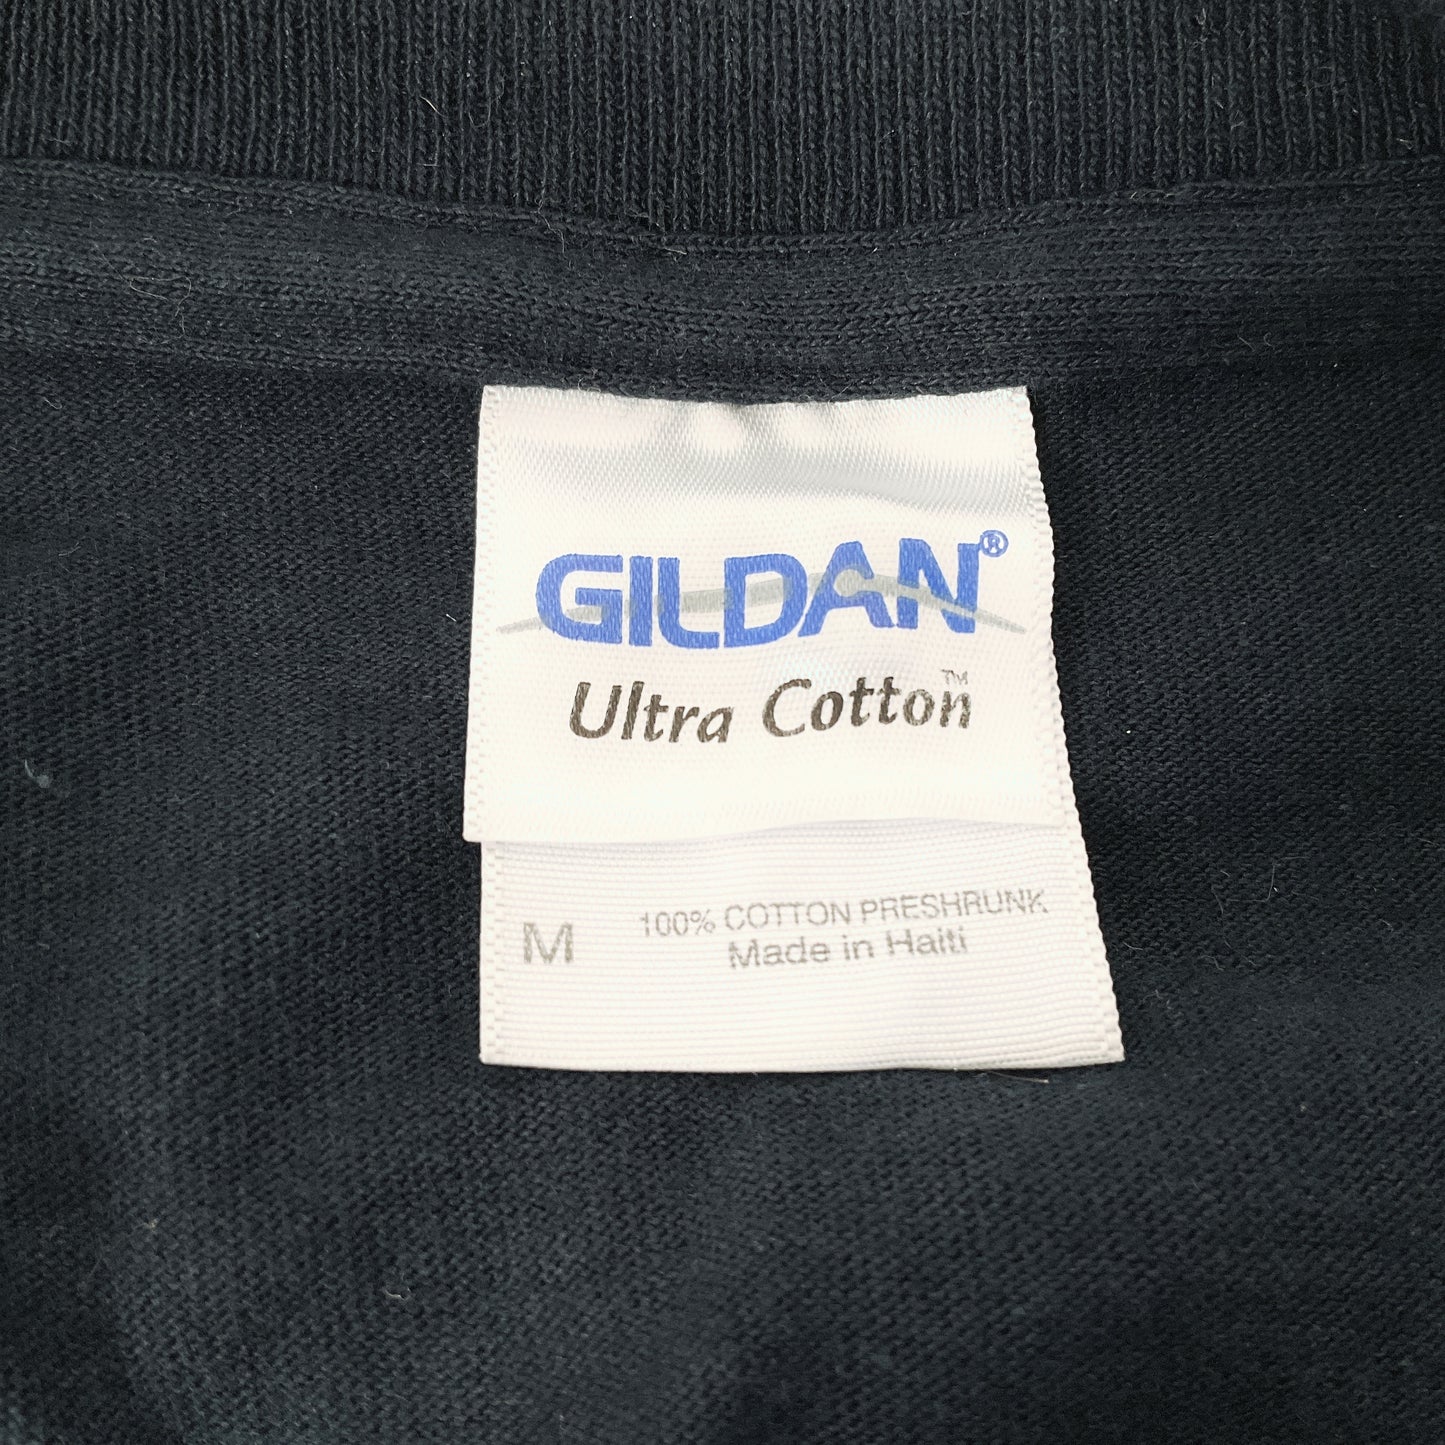 GILDAN®
Ultra Cotton™
M
100% COTTON PRESHRUNK
Made in Haiti